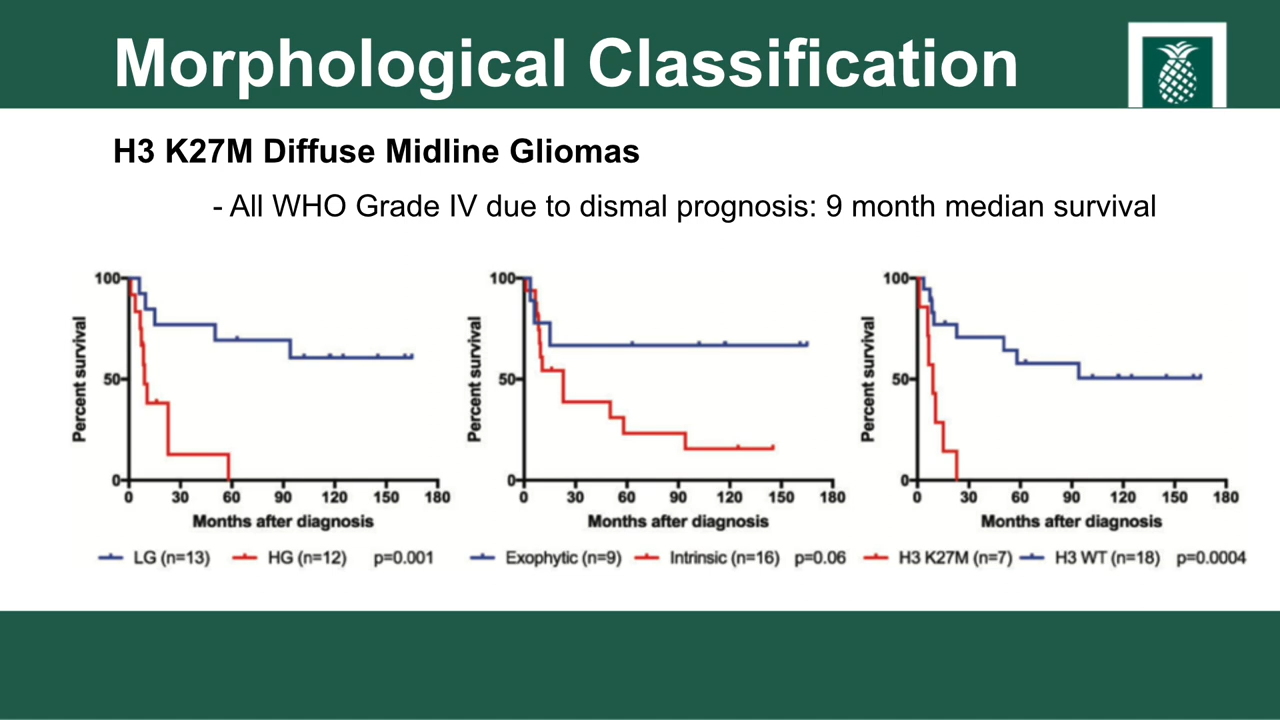 Morphological Classification
H3 K27M Diffuse Midline Gliomas
- All WHO Grade IV due to dismal prognosis: 9 month median survival
Percent survival
100
50
0
0 30 60 90 120 150 180
Months after diagnosis
LG (n=13) HG (n=12) p=0.001
Percent survival
100
50
0
0 30 60 90 120 150 180
Months after diagnosis
Exophytic (n=9) Intrinsic (n=16) p=0.06
Percent survival
100
50
0
0 30 60 90 120 150 180
Months after diagnosis
H3 K27M (n=7) H3 WT (n=18) p=0.0004